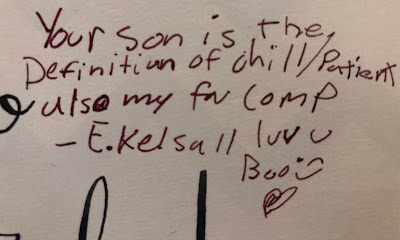 Your son is the
Definition of chill/Patient
also my fav comp
- E.Kelsall luv u
Boo